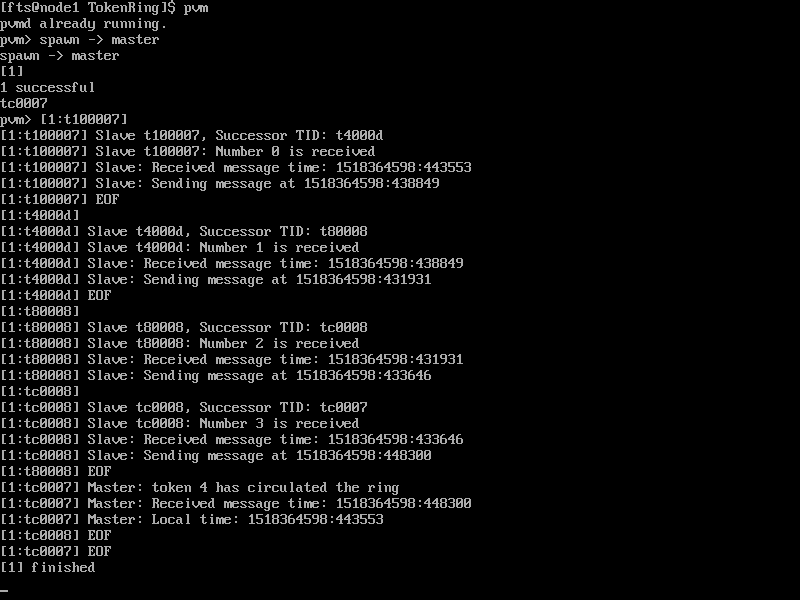 [fts@node1 TokenRing]$ pvm
pvmd already running.
pvm> spawn -> master
spawn -> master
[1]
1 successful
tc0007
pvm> [1:t100007]
[1:t100007] Slave t100007, Successor TID: t4000d
[1:t100007] Slave t100007: Number 0 is received
[1:t100007] Slave: Received message time: 1518364598:443553
[1:t100007] Slave: Sending message at 1518364598:438849
[1:t100007] EOF
[1:t4000d]
[1:t4000d] Slave t4000d, Successor TID: t80008
[1:t4000d] Slave t4000d: Number 1 is received
[1:t4000d] Slave: Received message time: 1518364598:438849
[1:t4000d] Slave: Sending message at 1518364598:431931
[1:t4000d] EOF
[1:t80008]
[1:t80008] Slave t80008, Successor TID: tc0008
[1:t80008] Slave t80008: Number 2 is received
[1:t80008] Slave: Received message time: 1518364598:431931
[1:t80008] Slave: Sending message at 1518364598:433646
[1:tc0008]
[1:tc0008] Slave tc0008, Successor TID: tc0007
[1:tc0008] Slave tc0008: Number 3 is received
[1:tc0008] Slave: Received message time: 1518364598:433646
[1:tc0008] Slave: Sending message at 1518364598:448300
[1:t80008] EOF
[1:tc0007] Master: token 4 has circulated the ring
[1:tc0007] Master: Received message time: 1518364598:448300
[1:tc0007] Master: Local time: 1518364598:443553
[1:tc0008] EOF
[1:tc0007] EOF
[1] finished